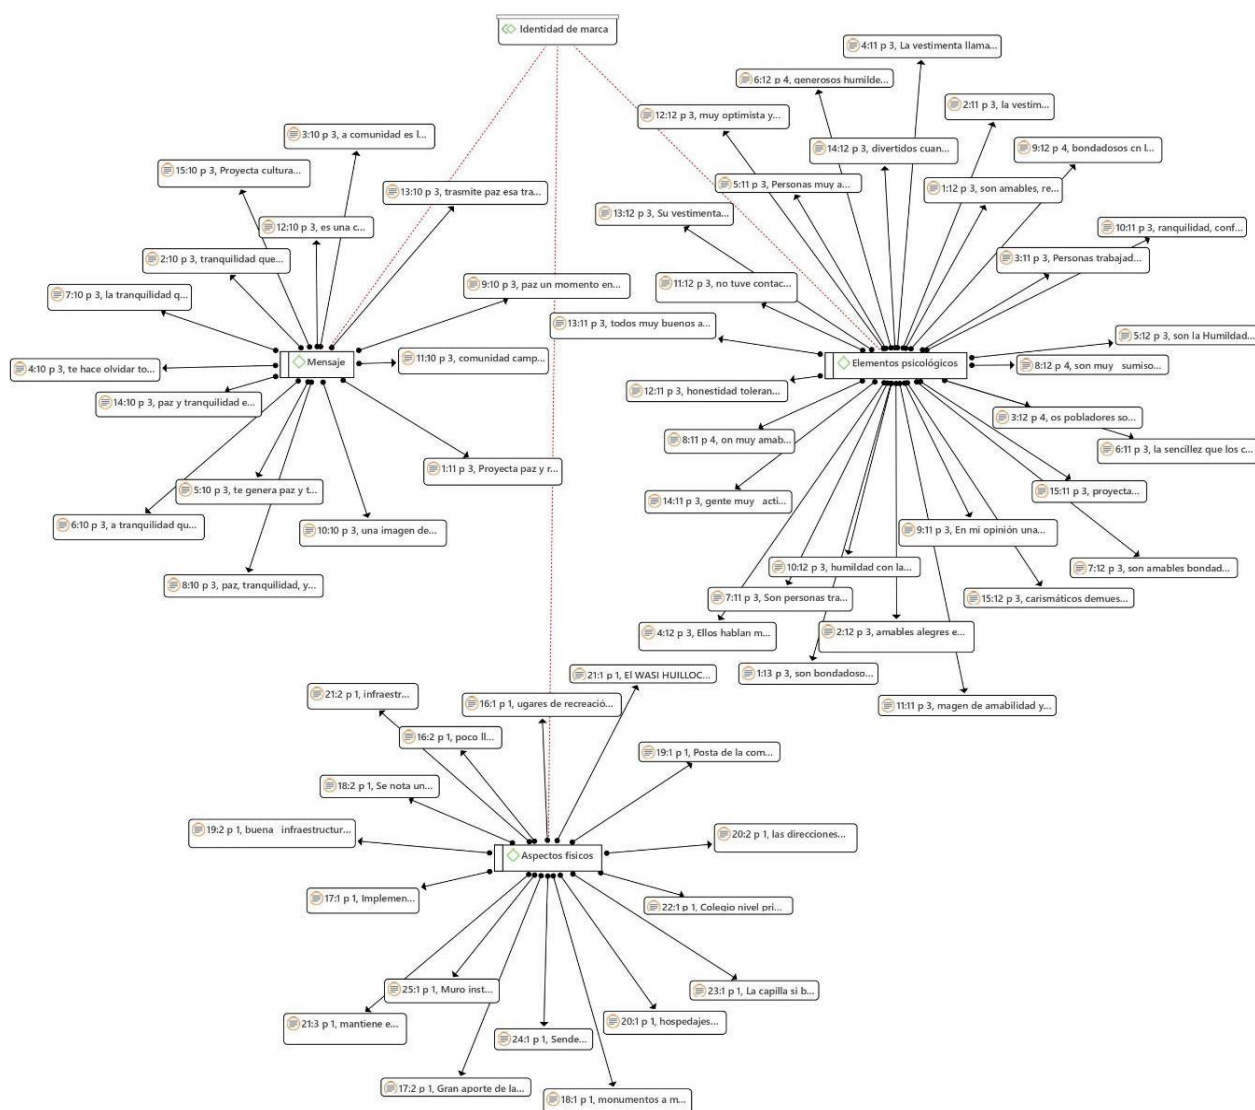 Identidad de marca
4:11 p 3, La vestimenta llama...
6:12 p 4, generosos humilde...
2:11 p 3, la vestim...
12:12 p 3, muy optimista y...
3:10 p 3, a comunidad es l...
14:12 p 3, divertidos cuan...
9:12 p 4, bondadosos cn l...
15:10 p 3, Proyecta cultura...
13:10 p 3, trasmite paz esa tra...
5:11 p 3, Personas muy a...
1:12 p 3, son amables, re...
13:12 p 3, Su vestimenta...
12:10 p 3, es una c...
10:11 p 3, ranquilidad, conf...
2:10 p 3, tranquilidad que...
3:11 p 3, Personas trabajad...
9:10 p 3, paz un momento en...
11:12 p 3, no tuve contac...
7:10 p 3, la tranquilidad q...
13:11 p 3, todos muy buenos a...
5:12 p 3, son la Humildad...
Mensaje
11:10 p 3, comunidad camp...
Elementos psicológicos
8:12 p 4, son muy sumiso...
4:10 p 3, te hace olvidar to...
12:11 p 3, honestidad toleran...
14:10 p 3, paz y tranquilidad e...
3:12 p 4, os pobladores so...
8:11 p 4, on muy amab...
6:11 p 3, la sencillez que los c...
1:11 p 3, Proyecta paz y r...
5:10 p 3, te genera paz y t...
14:11 p 3, gente muy acti...
15:11 p 3, proyecta...
6:10 p 3, a tranquilidad qu...
10:10 p 3, una imagen de...
9:11 p 3, En mi opinión una...
10:12 p 3, humildad con la...
7:12 p 3, son amables bondad...
8:10 p 3, paz, tranquilidad, y...
7:11 p 3, Son personas tra...
15:12 p 3, carismáticos demues...
4:12 p 3, Ellos hablan m...
2:12 p 3, amables alegres e...
1:13 p 3, son bondadoso...
21:1 p 1, El WASI HUILLOC...
11:11 p 3, magen de amabilidad y...
21:2 p 1, infraestr...
16:1 p 1, ugares de recreació...
16:2 p 1, poco ll...
19:1 p 1, Posta de la com...
18:2 p 1, Se nota un...
19:2 p 1, buena infraestructur...
20:2 p 1, las direcciones...
Aspectos físicos
17:1 p 1, Implemen...
22:1 p 1, Colegio nivel pri...
25:1 p 1, Muro inst...
23:1 p 1, La capilla si b...
21:3 p 1, mantiene e...
20:1 p 1, hospedajes...
24:1 p 1, Sende...
17:2 p 1, Gran aporte de la...
18:1 p 1, monumentos a m...